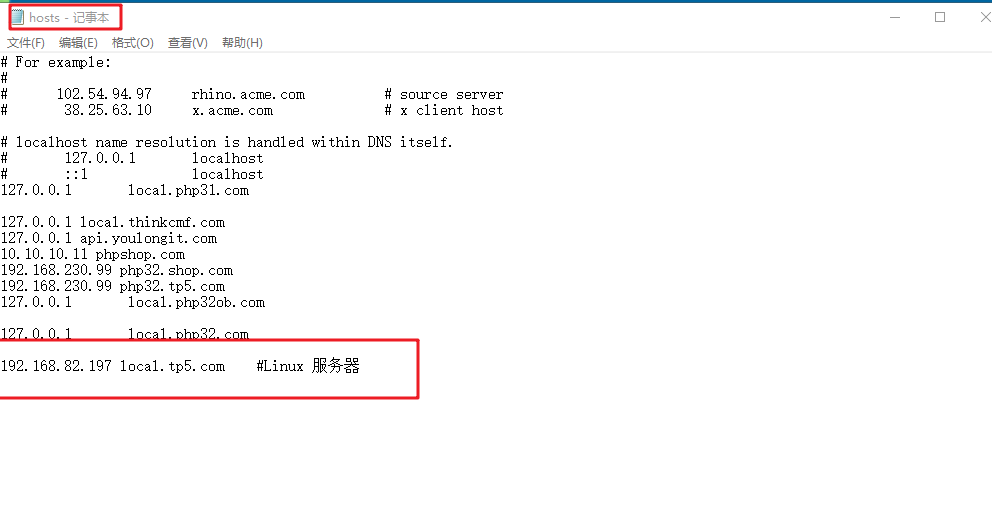 hosts - 记事本
文件(F) 编辑(E) 格式(O) 查看(V) 帮助(H)
# For example:
#
#      102.54.94.97     rhino.acme.com          # source server
#       38.25.63.10     x.acme.com              # x client host
# localhost name resolution is handled within DNS itself.
#       127.0.0.1       localhost
#       ::1             localhost
127.0.0.1       local.php31.com
127.0.0.1 local.thinkcmf.com
127.0.0.1 api.youlongit.com
10.10.10.11 phpshop.com
192.168.230.99 php32.shop.com
192.168.230.99 php32.tp5.com
127.0.0.1       local.php32ob.com
127.0.0.1       local.php32.com
192.168.82.197 local.tp5.com    #Linux 服务器